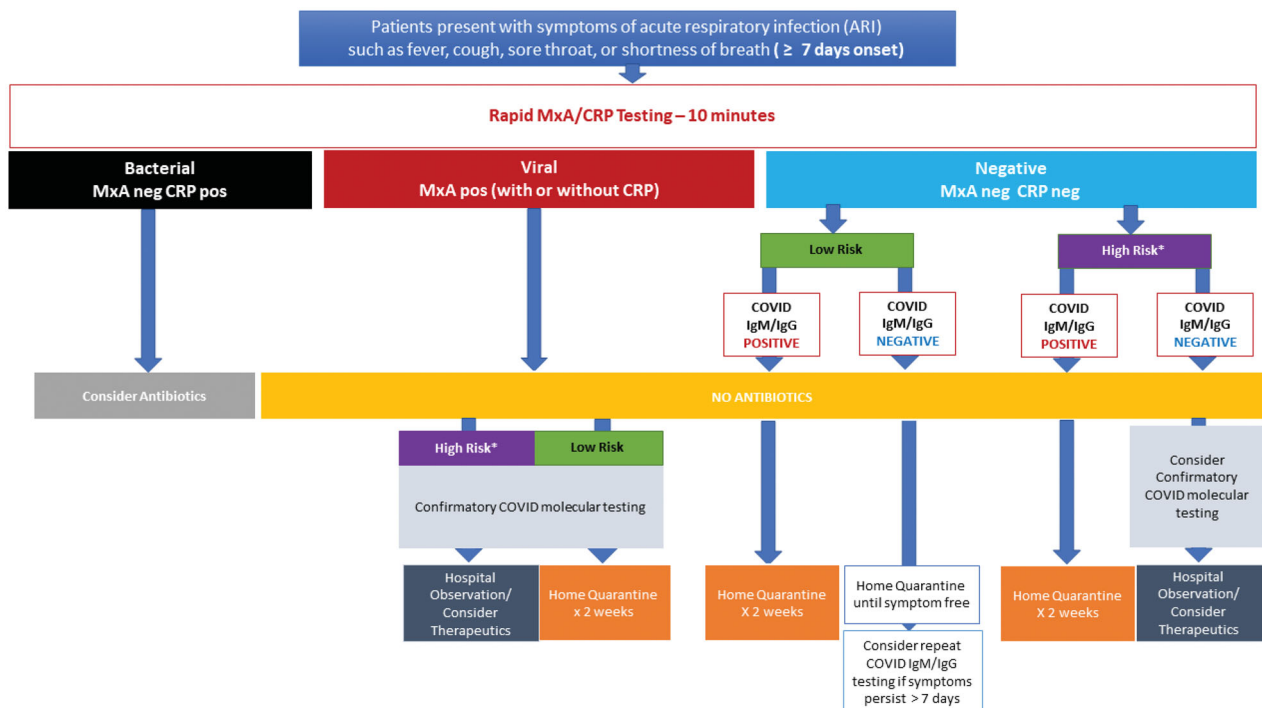 Patients present with symptoms of acute respiratory infection (ARI)
such as fever, cough, sore throat, or shortness of breath ( ≥ 7 days onset)
Rapid MxA/CRP Testing – 10 minutes
Bacterial
MxA neg CRP pos
Viral
MxA pos (with or without CRP)
Negative
MxA neg CRP neg
Low Risk
High Risk*
COVID
IgM/IgG
POSITIVE
COVID
IgM/IgG
NEGATIVE
COVID
IgM/IgG
POSITIVE
COVID
IgM/IgG
NEGATIVE
Consider Antibiotics
NO ANTIBIOTICS
High Risk*
Low Risk
Confirmatory COVID molecular testing
Consider
Confirmatory
COVID molecular
testing
Hospital
Observation/
Consider
Therapeutics
Home Quarantine
x 2 weeks
Home Quarantine
X 2 weeks
Home Quarantine
until symptom free
Consider repeat
COVID IgM/IgG
testing if symptoms
persist > 7 days
Home Quarantine
X 2 weeks
Hospital
Observation/
Consider
Therapeutics